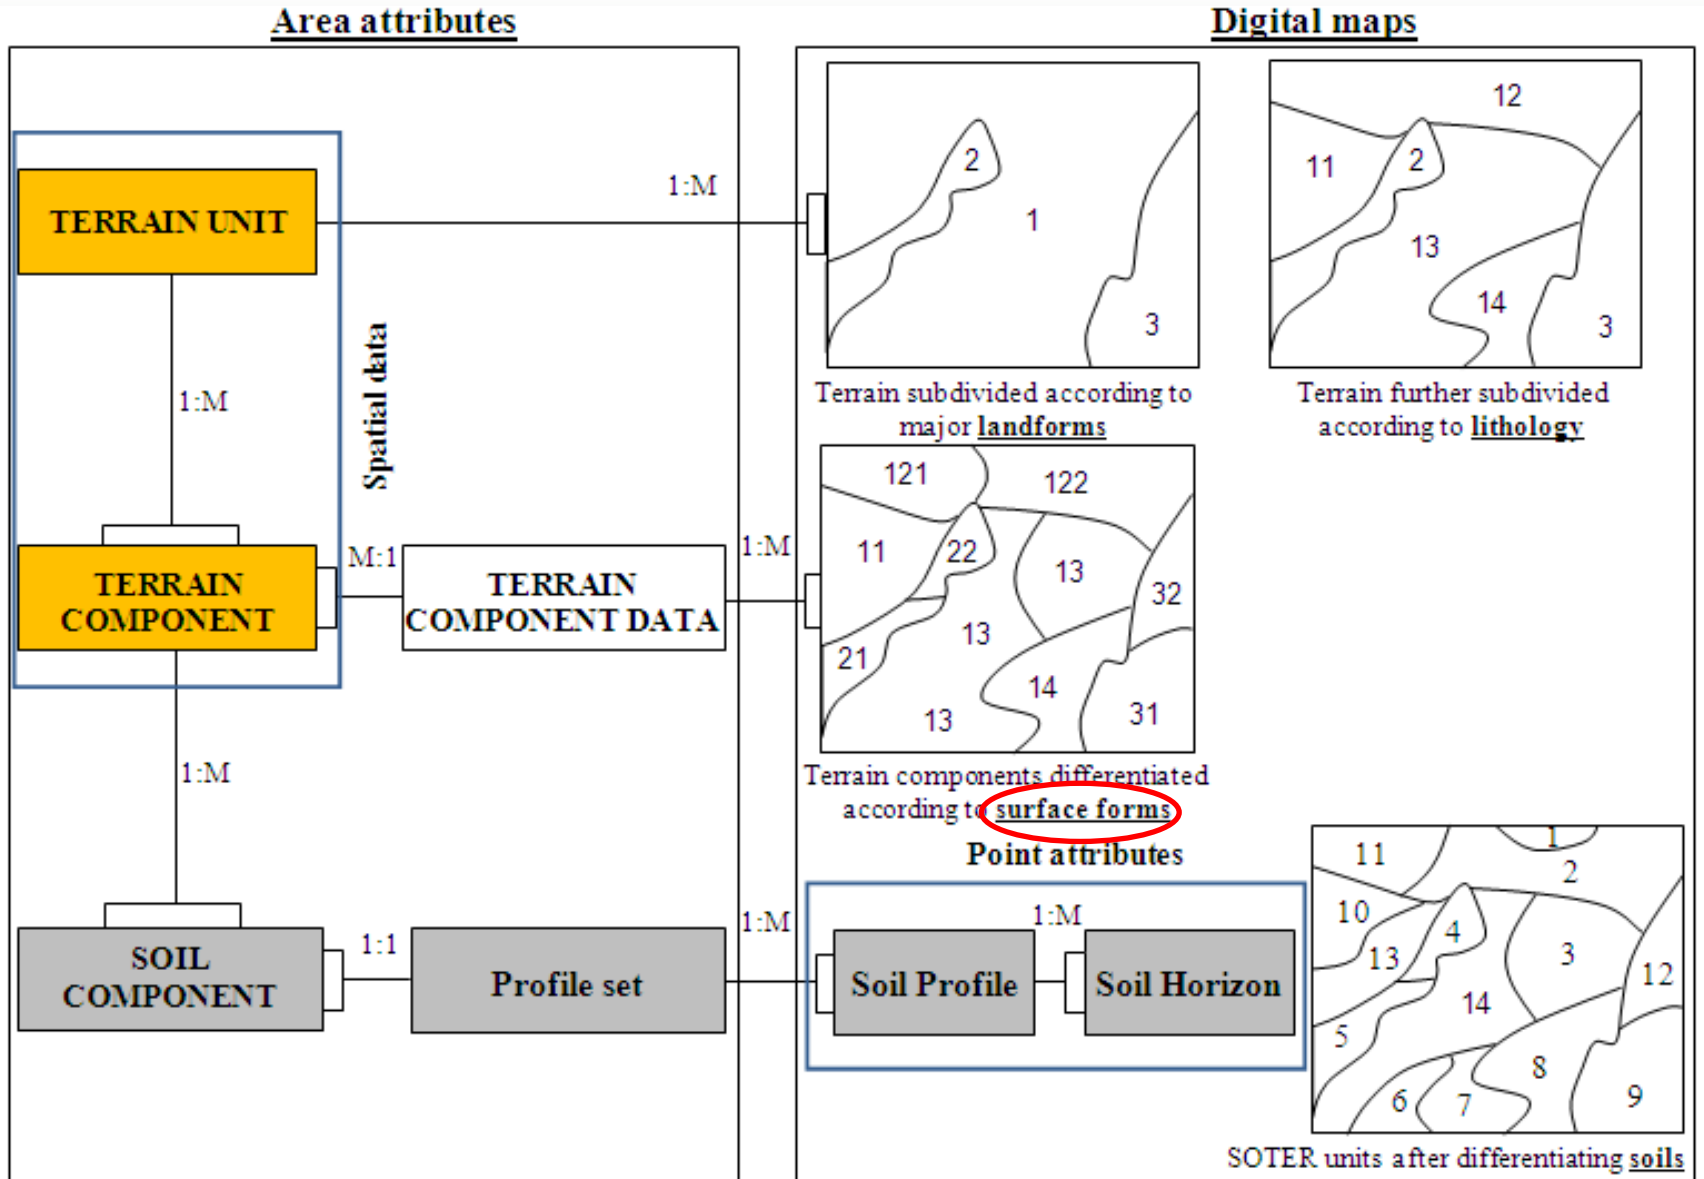 Area attributes
Digital maps
TERRAIN UNIT
1:M
1:M
Spatial data
TERRAIN
COMPONENT
M:1
TERRAIN
COMPONENT DATA
1:M
1:M
SOIL
COMPONENT
1:1
Profile set
1:M
2
1
3
Terrain subdivided according to
major landforms
12
11
2
13
14
3
Terrain further subdivided
according to lithology
121
122
11
22
13
32
13
21
14
13
31
Terrain components differentiated
according to surface forms
Point attributes
1:M
Soil Profile
Soil Horizon
11
1
2
10
4
13
3
12
14
5
8
6
7
9
SOTER units after differentiating soils